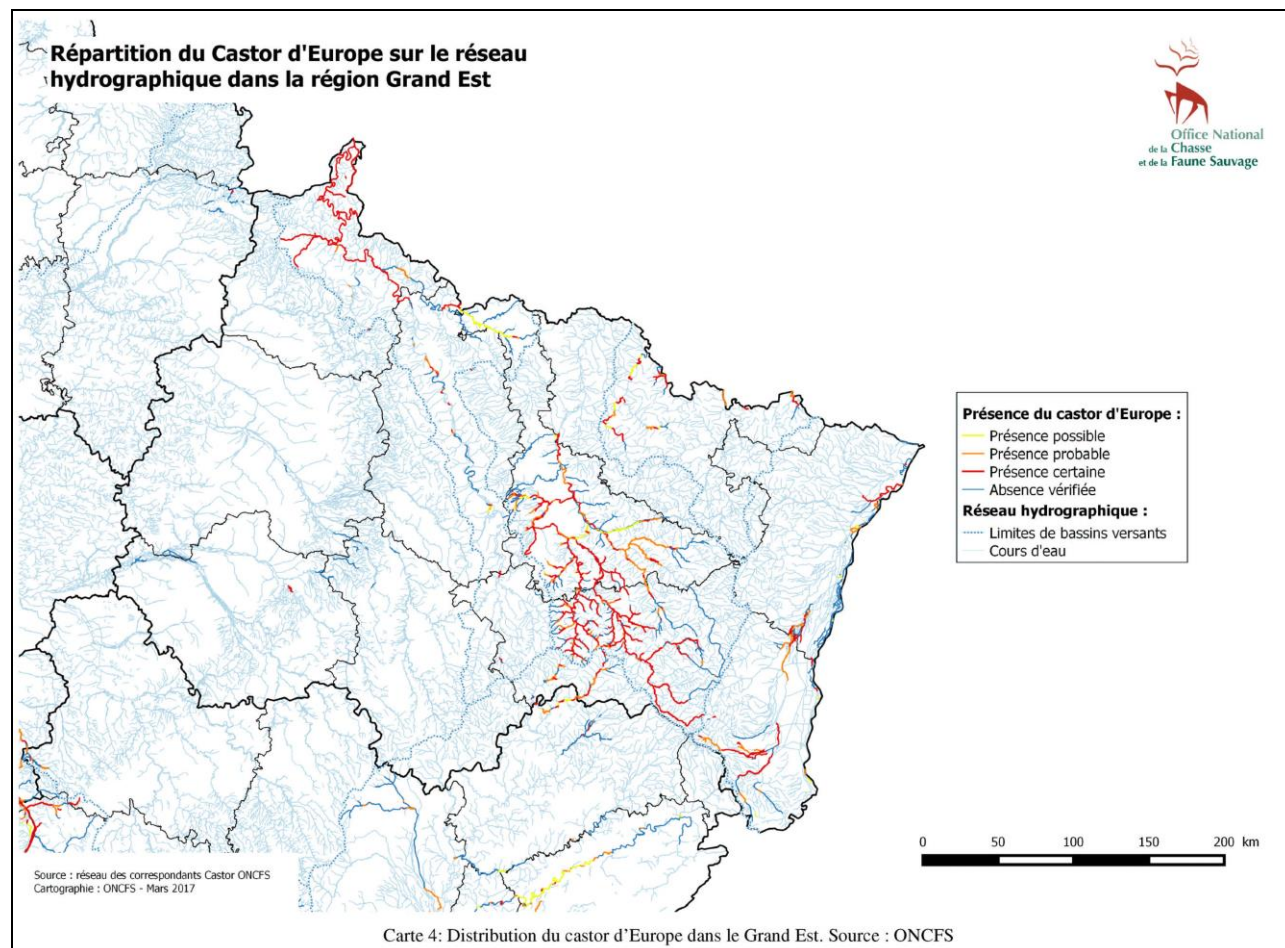 Répartition du Castor d'Europe sur le réseau
hydrographique dans la région Grand Est
Office National
de la Chasse
et de la Faune Sauvage
Présence du castor d'Europe :
Présence possible
Présence probable
Présence certaine
Absence vérifiée
Réseau hydrographique :
Limites de bassins versants
Cours d'eau
0 50 100 150 200 km
Source : réseau des correspondants Castor ONCFS
Cartographie : ONCFS - Mars 2017
Carte 4: Distribution du castor d'Europe dans le Grand Est. Source : ONCFS